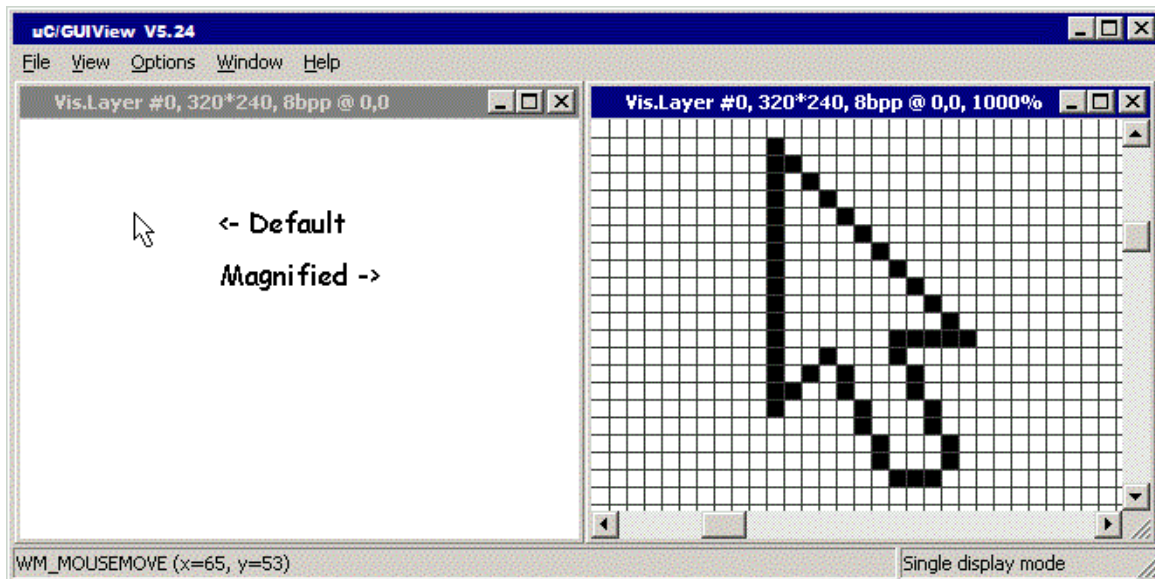 uC/GUIView V5.24
File View Options Window Help
Vis.Layer #0, 320*240, 8bpp @ 0,0
Vis.Layer #0, 320*240, 8bpp @ 0,0, 1000%
<- Default
Magnified ->
WM_MOUSEMOVE (x=65, y=53)
Single display mode